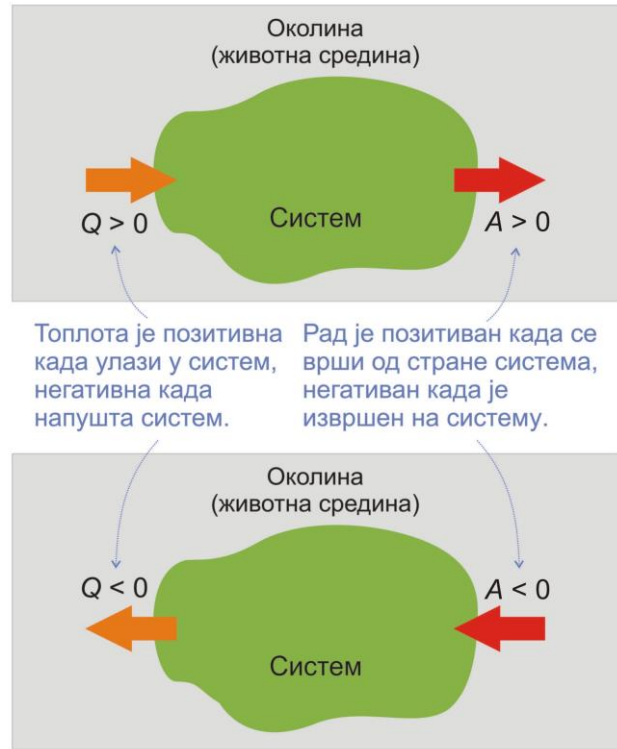 Околина
(животна средина)
Q > 0
Систем
A > 0
Топлота је позитивна
када улази у систем,
негативна када
напушта систем.
Рад је позитиван када се
врши од стране система,
негативан када је
извршен на систему.
Околина
(животна средина)
Q < 0
A < 0
Систем